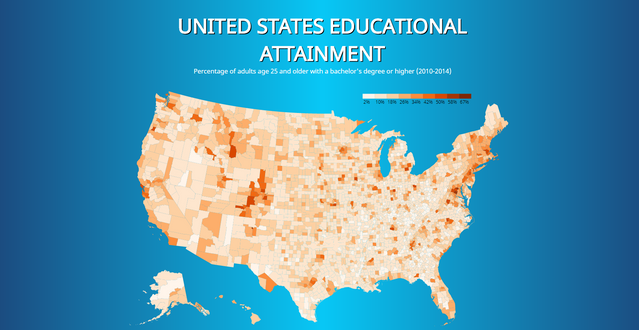 UNITED STATES EDUCATIONAL
ATTAINMENT
Percentage of adults age 25 and older with a bachelor's degree or higher (2010-2014)
2% 10% 18% 26% 34% 42% 50% 58% 67%